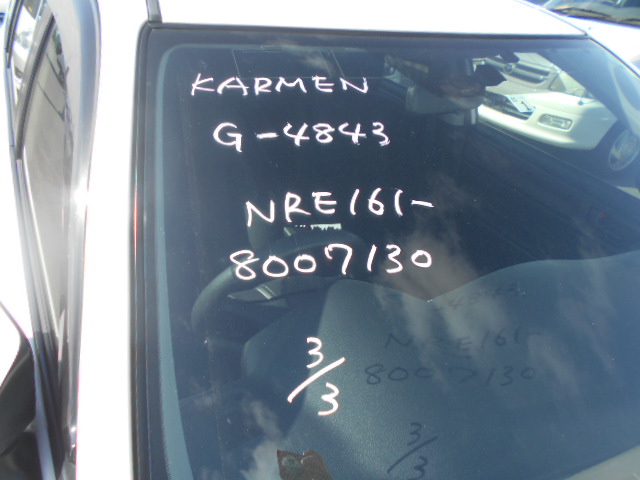 KARMEN
G-4843
NRE161-
8007130
3/3